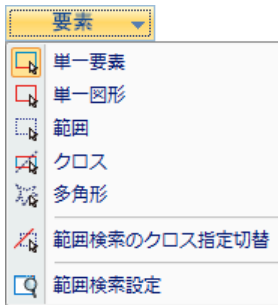 要素
単一要素
単一図形
範囲
クロス
多角形
範囲検索のクロス指定切替
範囲検索設定